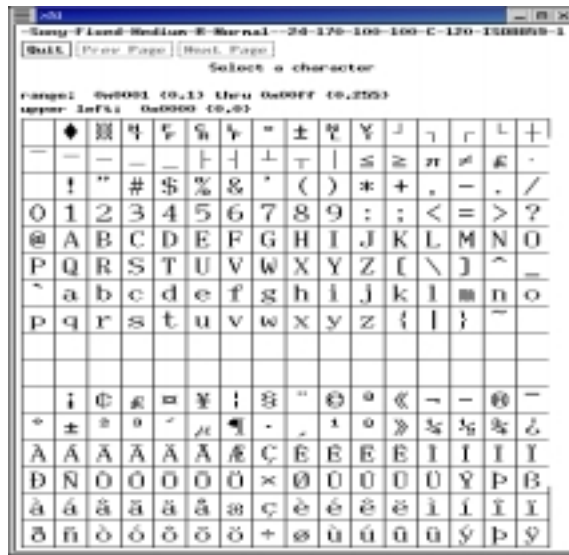 xfd
-Sony-Fixed-Medium-R-Normal--24-170-100-100-C-120-ISO8859-1
Quit Prev Page Next Page
Select a character
range: 0x0001 (0,1) thru 0x00ff (0,255)
upper left: 0x0000 (0,0)
♦ ▒ ␉ ␌ ␍ ␊ ° ± ␤ ␋ ┘ ┐ ┌ └ ┼
⎺ ⎻ ─ ⎼ ⎽ ├ ┤ ┴ ┬ │ ≤ ≥ π ≠ £ ·
! " # $ % & ' ( ) * + , - . /
0 1 2 3 4 5 6 7 8 9 : ; < = > ?
@ A B C D E F G H I J K L M N O
P Q R S T U V W X Y Z [ \ ] ^ _
` a b c d e f g h i j k l m n o
p q r s t u v w x y z { | } ~
¡ ¢ £ ¤ ¥ ¦ § ¨ © ª « ¬ - ® ¯
° ± ² ³ ´ µ ¶ · ¸ ¹ º » ¼ ½ ¾ ¿
À Á Â Ã Ä Å Æ Ç È É Ê Ë Ì Í Î Ï
Ð Ñ Ò Ó Ô Õ Ö × Ø Ù Ú Û Ü Ý Þ ß
à á â ã ä å æ ç è é ê ë ì í î ï
ð ñ ò ó ô õ ö ÷ ø ù ú û ü ý þ ÿ